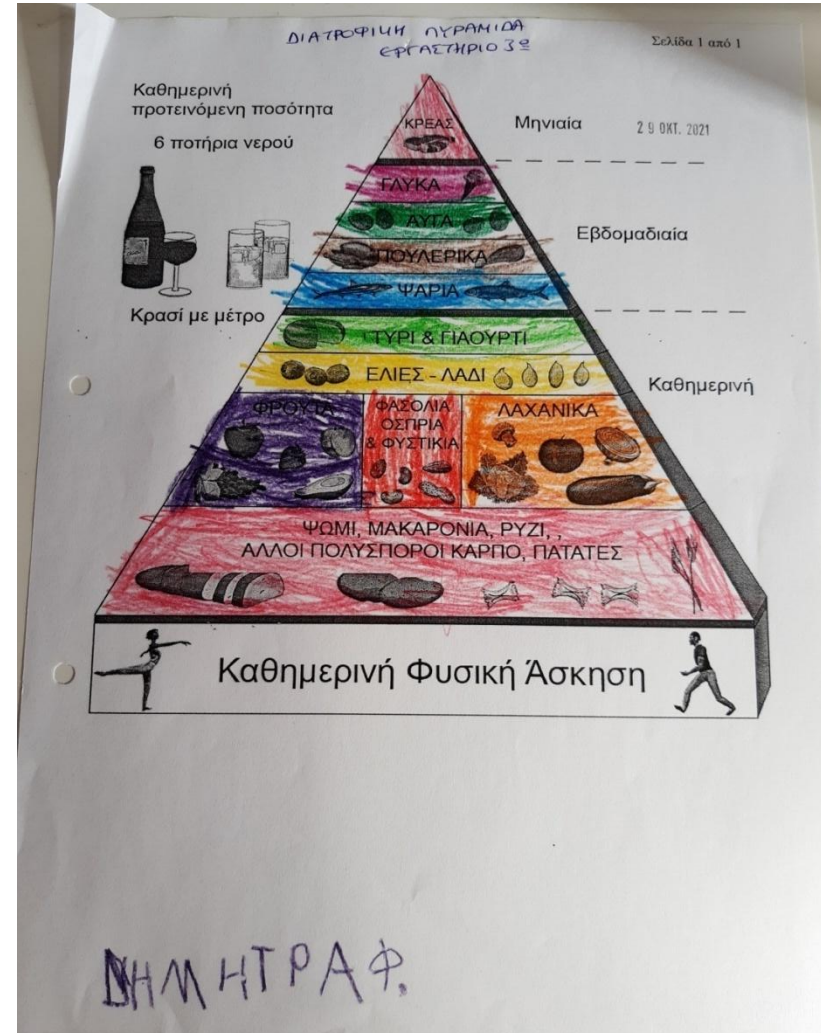 ΔΙΑΤΡΟΦΙΚΗ ΠΥΡΑΜΙΔΑ
ΕΡΓΑΣΤΗΡΙΟ 3ο
Σελίδα 1 από 1
Καθημερινή
προτεινόμενη ποσότητα
6 ποτήρια νερού
Κρασί με μέτρο
Μηνιαία
29 ΟΚΤ. 2021
Εβδομαδιαία
Καθημερινή
ΚΡΕΑΣ
ΓΛΥΚΑ
ΑΥΓΑ
ΠΟΥΛΕΡΙΚΑ
ΨΑΡΙΑ
ΤΥΡΙ & ΓΙΑΟΥΡΤΙ
ΕΛΙΕΣ - ΛΑΔΙ
ΦΡΟΥΤΑ
ΦΑΣΟΛΙΑ
ΟΣΠΡΙΑ
& ΦΥΣΤΙΚΙΑ
ΛΑΧΑΝΙΚΑ
ΨΩΜΙ, ΜΑΚΑΡΟΝΙΑ, ΡΥΖΙ, ,
ΑΛΛΟΙ ΠΟΛΥΣΠΟΡΟΙ ΚΑΡΠΟ, ΠΑΤΑΤΕΣ
Καθημερινή Φυσική Άσκηση
ΔΗΜΗΤΡΑ Φ.